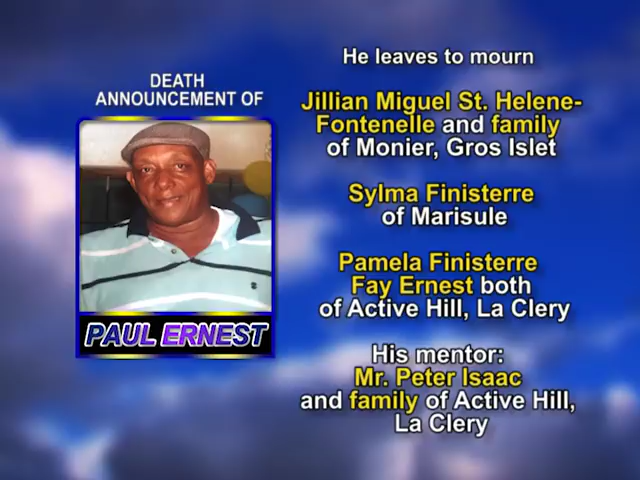 DEATH
ANNOUNCEMENT OF
PAUL ERNEST
He leaves to mourn
Jillian Miguel St. Helene-
Fontenelle and family
of Monier, Gros Islet
Sylma Finisterre
of Marisule
Pamela Finisterre
Fay Ernest both
of Active Hill, La Clery
His mentor:
Mr. Peter Isaac
and family of Active Hill,
La Clery